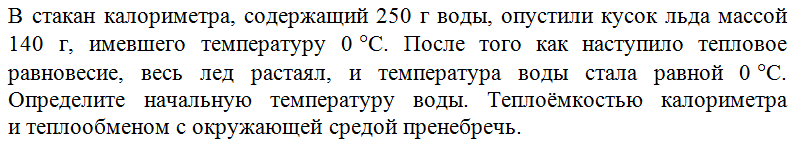 В стакан калориметра, содержащий 250 г воды, опустили кусок льда массой
140 г, имевшего температуру 0 °С. После того как наступило тепловое
равновесие, весь лед растаял, и температура воды стала равной 0 °С.
Определите начальную температуру воды. Теплоёмкостью калориметра
и теплообменом с окружающей средой пренебречь.